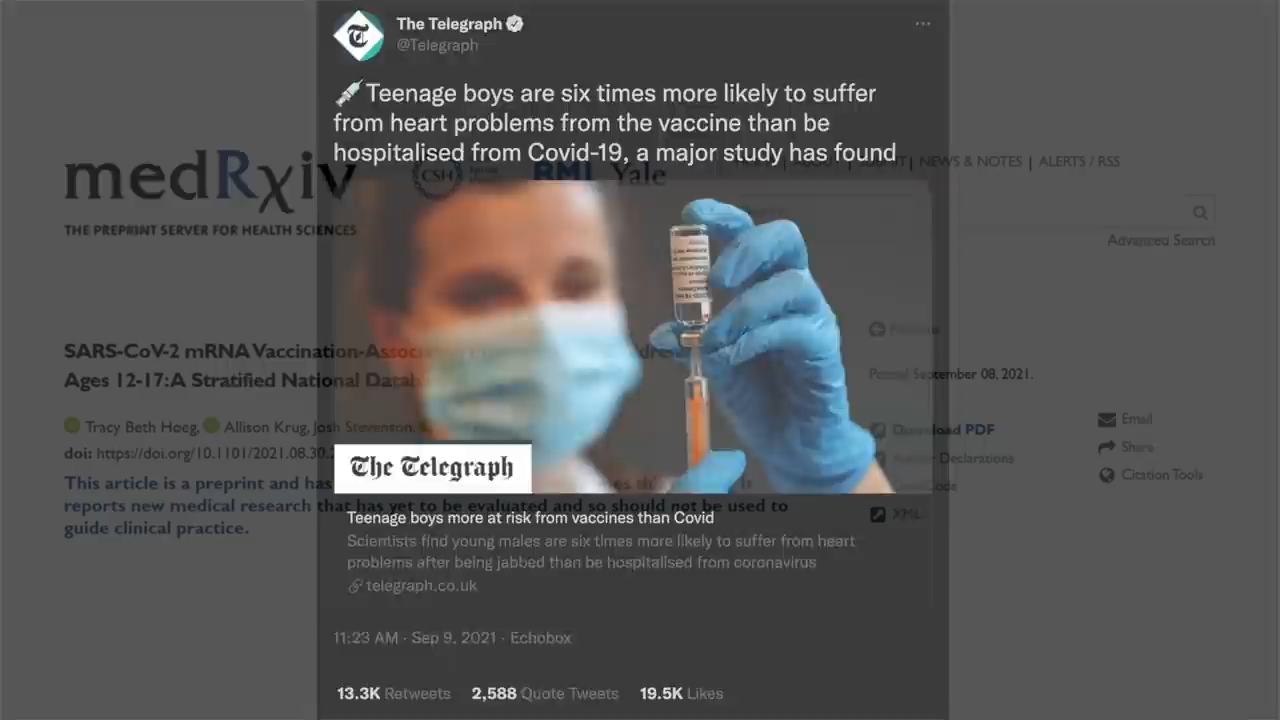 The Telegraph
@Telegraph
Teenage boys are six times more likely to suffer
from heart problems from the vaccine than be
hospitalised from Covid-19, a major study has found
medRxiv
CSH
BMJ Yale
NEWS & NOTES | ALERTS / RSS
THE PREPRINT SERVER FOR HEALTH SCIENCES
Advanced Search
SARS-CoV-2 mRNA Vaccination-Associ
Ages 12-17: A Stratified National Datab
Posted September 08, 2021.
Tracy Beth Hoeg, Allison Krug, Josh Stevenson,
Download PDF
Email
doi: https://doi.org/10.1101/2021.08.30.2
Declarations
Share
Citation Tools
This article is a preprint and has
reports new medical research that has yet to be evaluated and so should not be used to
guide clinical practice.
XML
The Telegraph
Teenage boys more at risk from vaccines than Covid
Scientists find young males are six times more likely to suffer from heart
problems after being jabbed than be hospitalised from coronavirus
telegraph.co.uk
11:23 AM · Sep 9, 2021 · Echobox
13.3K Retweets 2,588 Quote Tweets 19.5K Likes